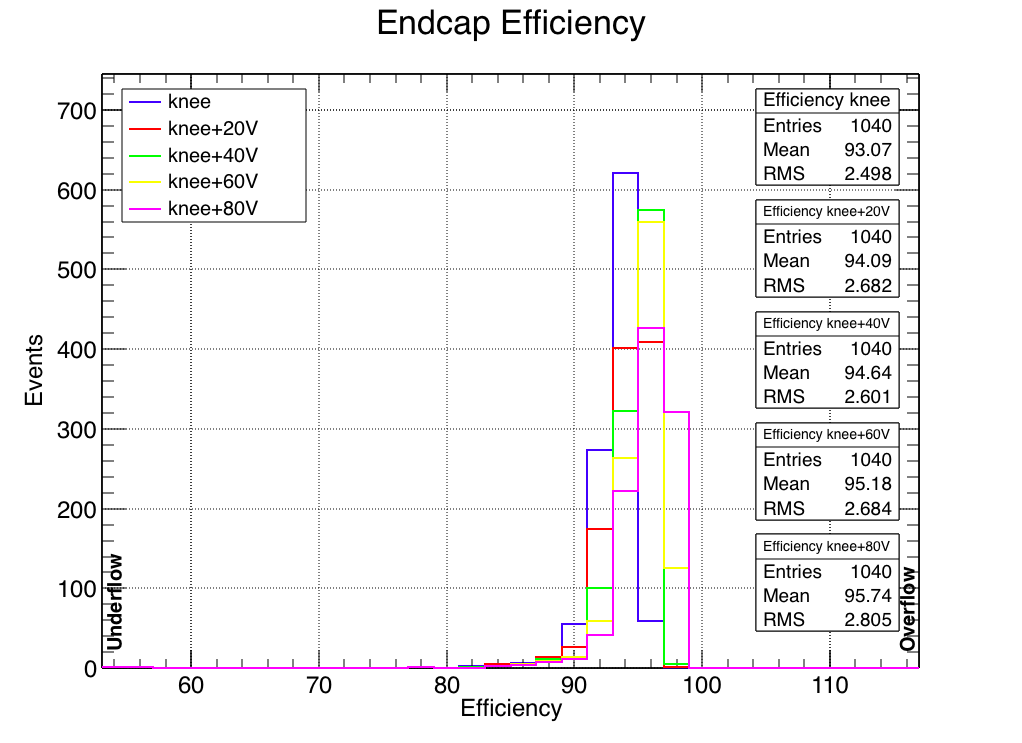 Endcap Efficiency
knee
knee+20V
knee+40V
knee+60V
knee+80V
Efficiency knee
Entries 1040
Mean 93.07
RMS 2.498
Efficiency knee+20V
Entries 1040
Mean 94.09
RMS 2.682
Efficiency knee+40V
Entries 1040
Mean 94.64
RMS 2.601
Efficiency knee+60V
Entries 1040
Mean 95.18
RMS 2.684
Efficiency knee+80V
Entries 1040
Mean 95.74
RMS 2.805
Events
700
600
500
400
300
200
100
0
Underflow
Overflow
60 70 80 90 100 110
Efficiency